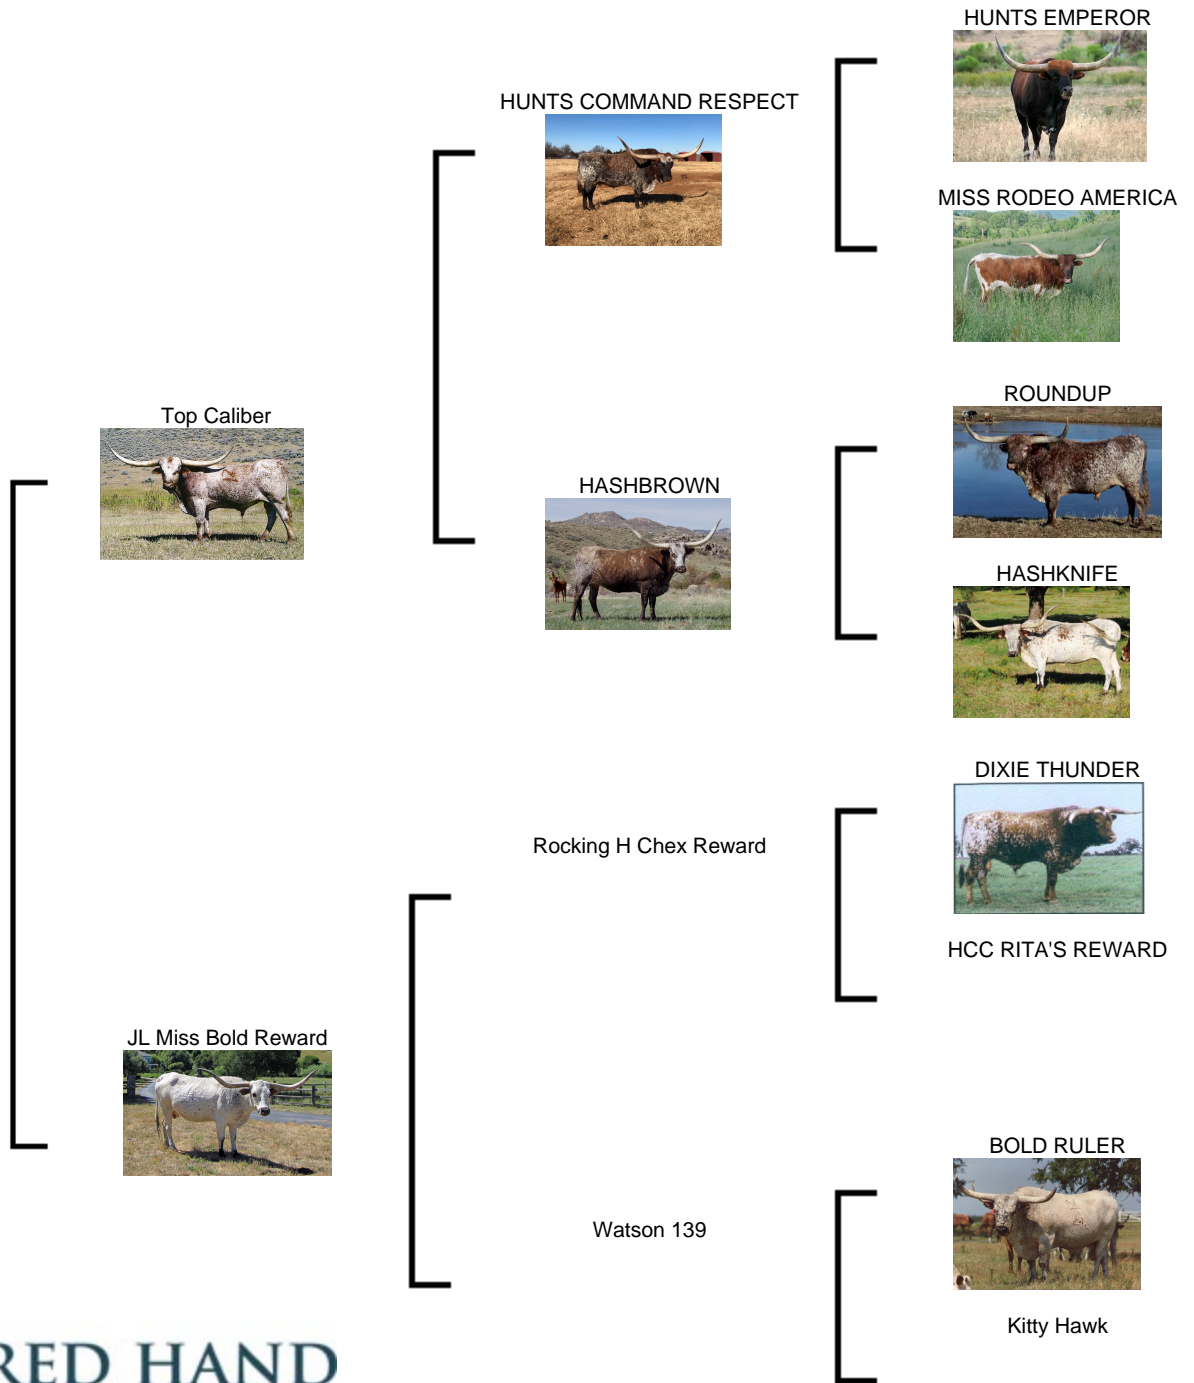 HUNTS EMPEROR
HUNTS COMMAND RESPECT
MISS RODEO AMERICA
Top Caliber
ROUNDUP
HASHBROWN
HASHKNIFE
DIXIE THUNDER
Rocking H Chex Reward
HCC RITA'S REWARD
JL Miss Bold Reward
BOLD RULER
Watson 139
Kitty Hawk
RED HAND